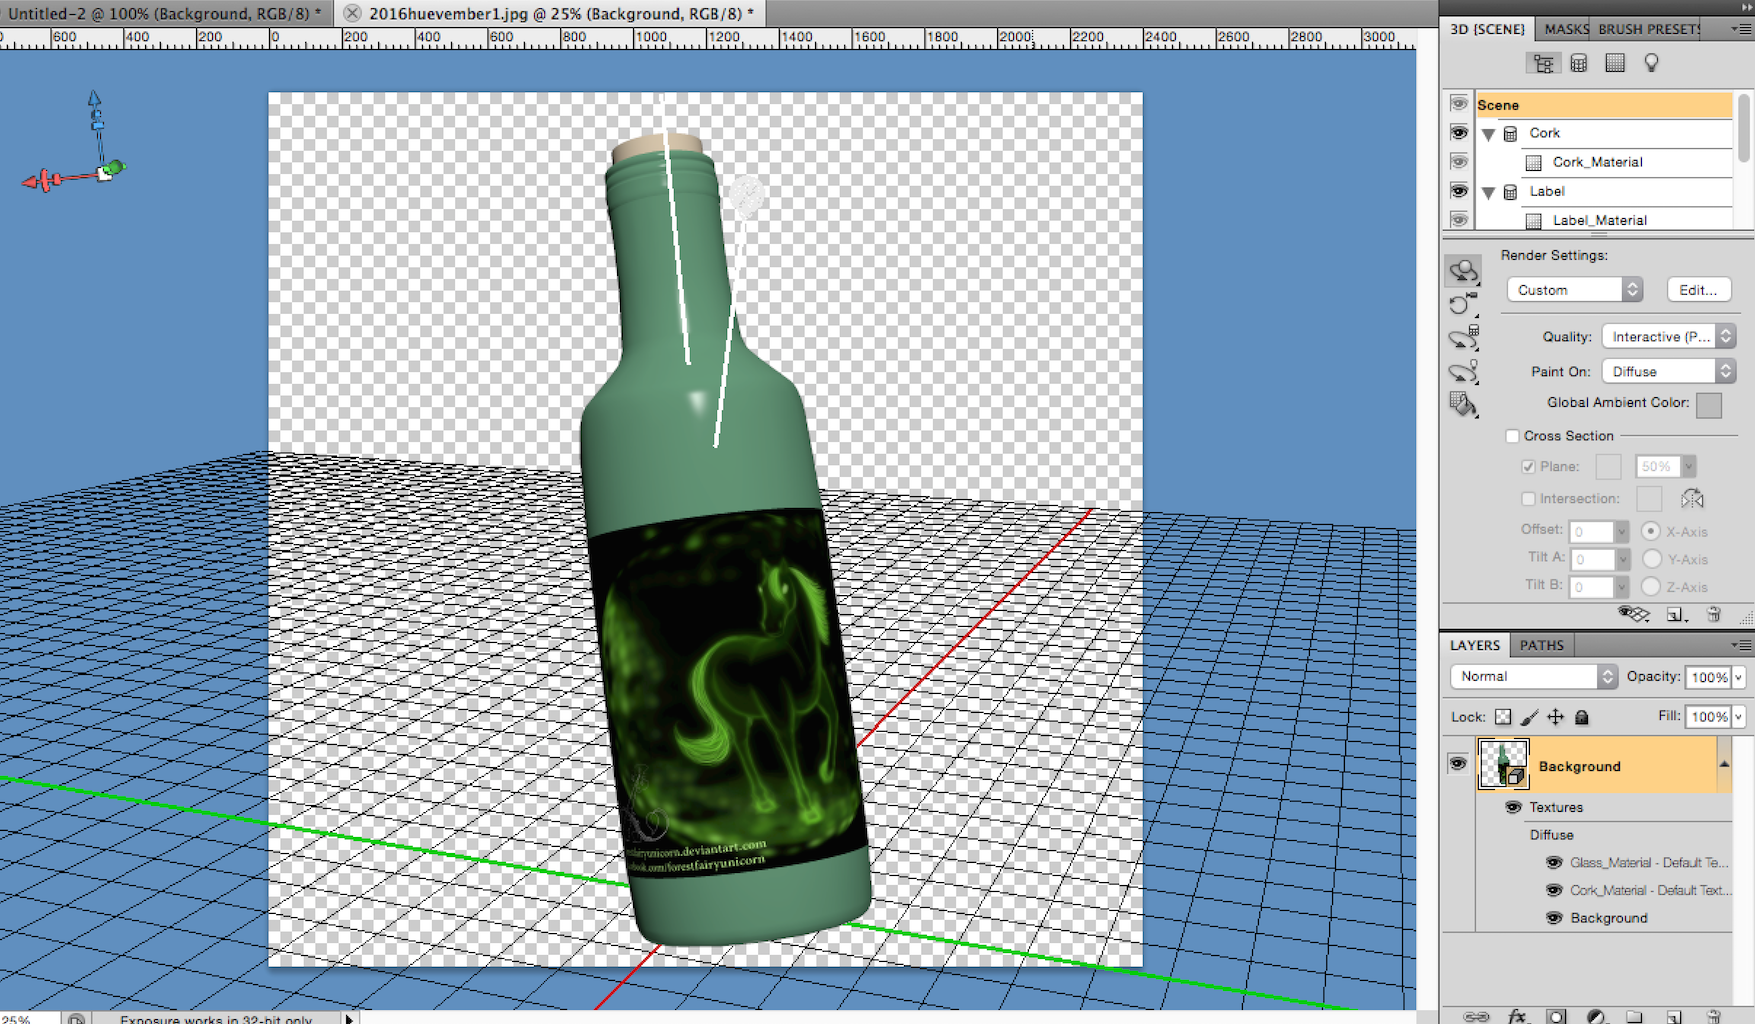 Untitled-2 @ 100% (Background, RGB/8) *
2016huevember1.jpg @ 25% (Background, RGB/8) *
600 400 200 0 200 400 600 800 1000 1200 1400 1600 1800 2000 2200 2400 2600 2800 3000
3D {SCENE}
MASKS
BRUSH PRESETS
Scene
Cork
Cork_Material
Label
Label_Material
Render Settings:
Custom
Edit...
Quality: Interactive (P...
Paint On: Diffuse
Global Ambient Color:
Cross Section
Plane: 50%
Intersection:
Offset: 0 X-Axis
Tilt A: 0 Y-Axis
Tilt B: 0 Z-Axis
LAYERS
PATHS
Normal
Opacity: 100%
Lock:
Fill: 100%
Background
Textures
Diffuse
Glass_Material - Default Te...
Cork_Material - Default Text...
Background
fairyunicorn.deviantart.com
book.com/forestfairyunicorn
25%
Exposure works in 32-bit only
fx